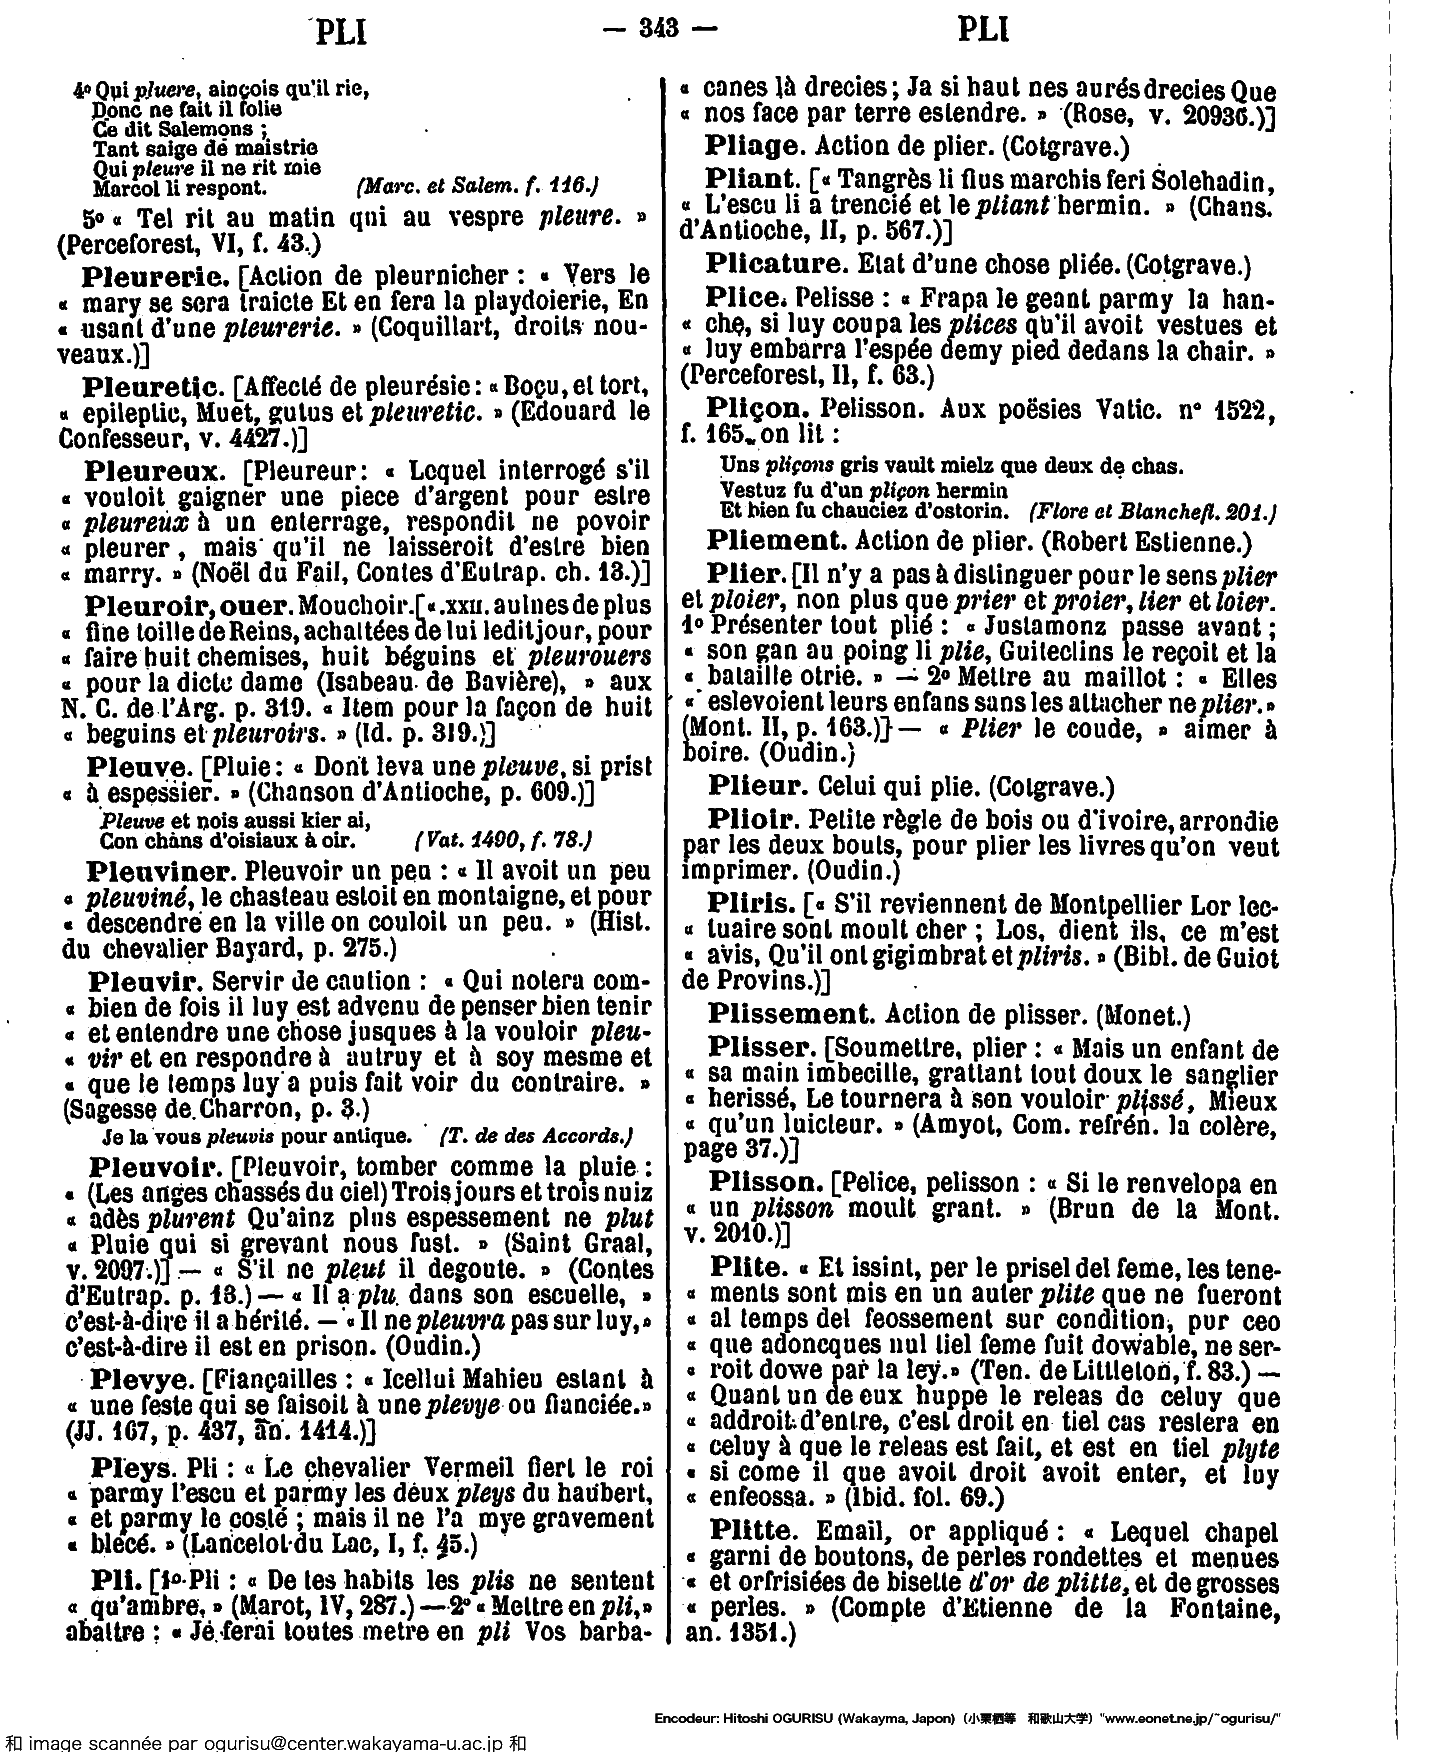 PLI — 343 — PLI
4º Qui pluere, ainçois qu'il rie,
Donc ne fait il folie
Ce dit Salemons ;
Tant saige de maistrie
Qui pleure il ne rit mie
Marcol li respont. (Marc. et Salem. f. 116.)
5º « Tel rit au matin qui au vespre pleure. »
(Perceforest, VI, f. 43.)
Pleurerie. [Action de pleurnicher : « Vers le
« mary se sera traicte Et en fera la playdoierie, En
« usant d'une pleurerie. » (Coquillart, droits nou-
veaux.)]
Pleuretic. [Affecté de pleurésie : « Boçu, et tort,
« epileptic, Muet, gutus et pleuretic. » (Edouard le
Confesseur, v. 4427.)]
Pleureux. [Pleureur : « Lequel interrogé s'il
« vouloit gaigner une piece d'argent pour estre
« pleureux à un enterrage, respondit ne povoir
« pleurer, mais qu'il ne laisseroit d'estre bien
« marry. » (Noël du Fail, Contes d'Eutrap. ch. 13.)]
Pleuroir, ouer. Mouchoir. [« .XXII. aulnes de plus
« fine toille de Reins, achattées de lui ledit jour, pour
« faire huit chemises, huit béguins et pleurouers
« pour la dicte dame (Isabeau de Bavière), » aux
N. C. de l'Arg. p. 319. « Item pour la façon de huit
« beguins et pleuroirs. » (Id. p. 319.)]
Pleuve. [Pluie : « Dont leva une pleuve, si prist
« à espessier. » (Chanson d'Antioche, p. 609.)]
Pleuve et nois aussi kier ai,
Con chans d'oisiaux à oir. (Vat. 1490, f. 78.)
Pleuviner. Pleuvoir un peu : « Il avoit un peu
« pleuviné, le chasteau estoit en montaigne, et pour
« descendre en la ville on couloit un peu. » (Hist.
du chevalier Bayard, p. 275.)
Pleuvir. Servir de caution : « Qui notera com-
« bien de fois il luy est advenu de penser bien tenir
« et entendre une chose jusques à la vouloir pleu-
« vir et en respondre à autruy et à soy mesme et
« que le temps luy a puis fait voir du contraire. »
(Sagesse de Charron, p. 3.)
Je la vous pleuvis pour antique. (T. de des Accords.)
Pleuvoir. [Pleuvoir, tomber comme la pluie :
« (Les anges chassés du ciel) Trois jours et trois nuiz
« adès plurent Qu'ainz plus espessement ne plut
« Pluie qui si grevant nous fust. » (Saint Graal,
v. 2097.)] — « S'il ne pleut il degoute. » (Contes
d'Eutrap. p. 13.) — « Il a plu dans son escuelle, »
c'est-à-dire il a hérité. — « Il ne pleuvra pas sur luy, »
c'est-à-dire il est en prison. (Oudin.)
Plevye. [Fiançailles : « Icellui Mahieu estant à
« une feste qui se faisoit à une plevye ou fianciée. »
(JJ. 167, p. 437, an. 1414.)]
Pleys. Pli : « Le chevalier Vermeil fiert le roi
« parmy l'escu et parmy les deux pleys du haubert,
« et parmy le costé ; mais il ne l'a mye gravement
« blecé. » (Lancelot du Lac, I, f. 45.)
Pli. [1º Pli : « De tes habits les plis ne sentent
« qu'ambre, » (Marot, IV, 287.) — 2º « Mettre en pli, »
abattre : « Je ferai toutes metre en pli Vos barba-
« canes là drecies ; Ja si haut nes aurés drecies Que
« nos face par terre estendre. » (Rose, v. 20936.)]
Pliage. Action de plier. (Cotgrave.)
Pliant. [« Tangrès li flus marchis feri Solehadin,
« L'escu li a trencié et le pliant hermin. » (Chans.
d'Antioche, II, p. 567.)]
Plicature. Etat d'une chose pliée. (Cotgrave.)
Plice. Pelisse : « Frapa le geant parmy la han-
« che, si luy coupa les plices qu'il avoit vestues et
« luy embarra l'espée demy pied dedans la chair. »
(Perceforest, II, f. 63.)
Pliçon. Pelisson. Aux poësies Vatic. nº 1522,
f. 165, on lit :
Uns pliçons gris vault mielz que deux de chas.
Vestuz fu d'un pliçon hermin
Et bien fu chauciez d'ostorin. (Flore et Blanchefl. 201.)
Pliement. Action de plier. (Robert Estienne.)
Plier. [Il n'y a pas à distinguer pour le sens plier
et ploier, non plus que prier et proier, lier et loier.
1º Présenter tout plié : « Justamonz passe avant ;
« son gan au poing li plie, Guiteclins le reçoit et la
« bataille otrie. » — 2º Mettre au maillot : « Elles
« eslevoient leurs enfans sans les attacher ne plier. »
(Mont. II, p. 163.)] — « Plier le coude, » aimer à
boire. (Oudin.)
Plieur. Celui qui plie. (Cotgrave.)
Plioir. Petite règle de bois ou d'ivoire, arrondie
par les deux bouts, pour plier les livres qu'on veut
imprimer. (Oudin.)
Pliris. [« S'il reviennent de Montpellier Lor lec-
« tuaire sont moult cher ; Los, dient ils, ce m'est
« avis, Qu'il ont gigimbrat et pliris. » (Bibl. de Guiot
de Provins.)]
Plissement. Action de plisser. (Monet.)
Plisser. [Soumettre, plier : « Mais un enfant de
« sa main imbecille, grattant tout doux le sanglier
« herissé, Le tournera à son vouloir plissé, Mieux
« qu'un luicteur. » (Amyot, Com. refrén. la colère,
page 37.)]
Plisson. [Pelice, pelisson : « Si le renvelopa en
« un plisson moult grant. » (Brun de la Mont.
v. 2010.)]
Plite. « Et issint, per le prisel del feme, les tene-
« ments sont mis en un auter plite que ne fueront
« al temps del feossement sur condition, pur ceo
« que adoncques nul tiel feme fuit dowable, ne ser-
« roit dowe par la ley. » (Ten. de Littleton, f. 83.) —
« Quant un de eux huppe le releas de celuy que
« addroit d'entre, c'est droit en tiel cas restera en
« celuy à que le releas est fait, et est en tiel plyte
« si come il que avoit droit avoit enter, et luy
« enfeossa. » (Ibid. fol. 69.)
Plitte. Email, or appliqué : « Lequel chapel
« garni de boutons, de perles rondettes et menues
« et orfrisiées de bisette d'or de plitte, et de grosses
« perles. » (Compte d'Etienne de la Fontaine,
an. 1351.)
Encodeur: Hitoshi OGURISU (Wakayma, Japon) (小栗栖等 和歌山大学) "www.eonet.ne.jp/~ogurisu/"
和 image scannée par ogurisu@center.wakayama-u.ac.jp 和